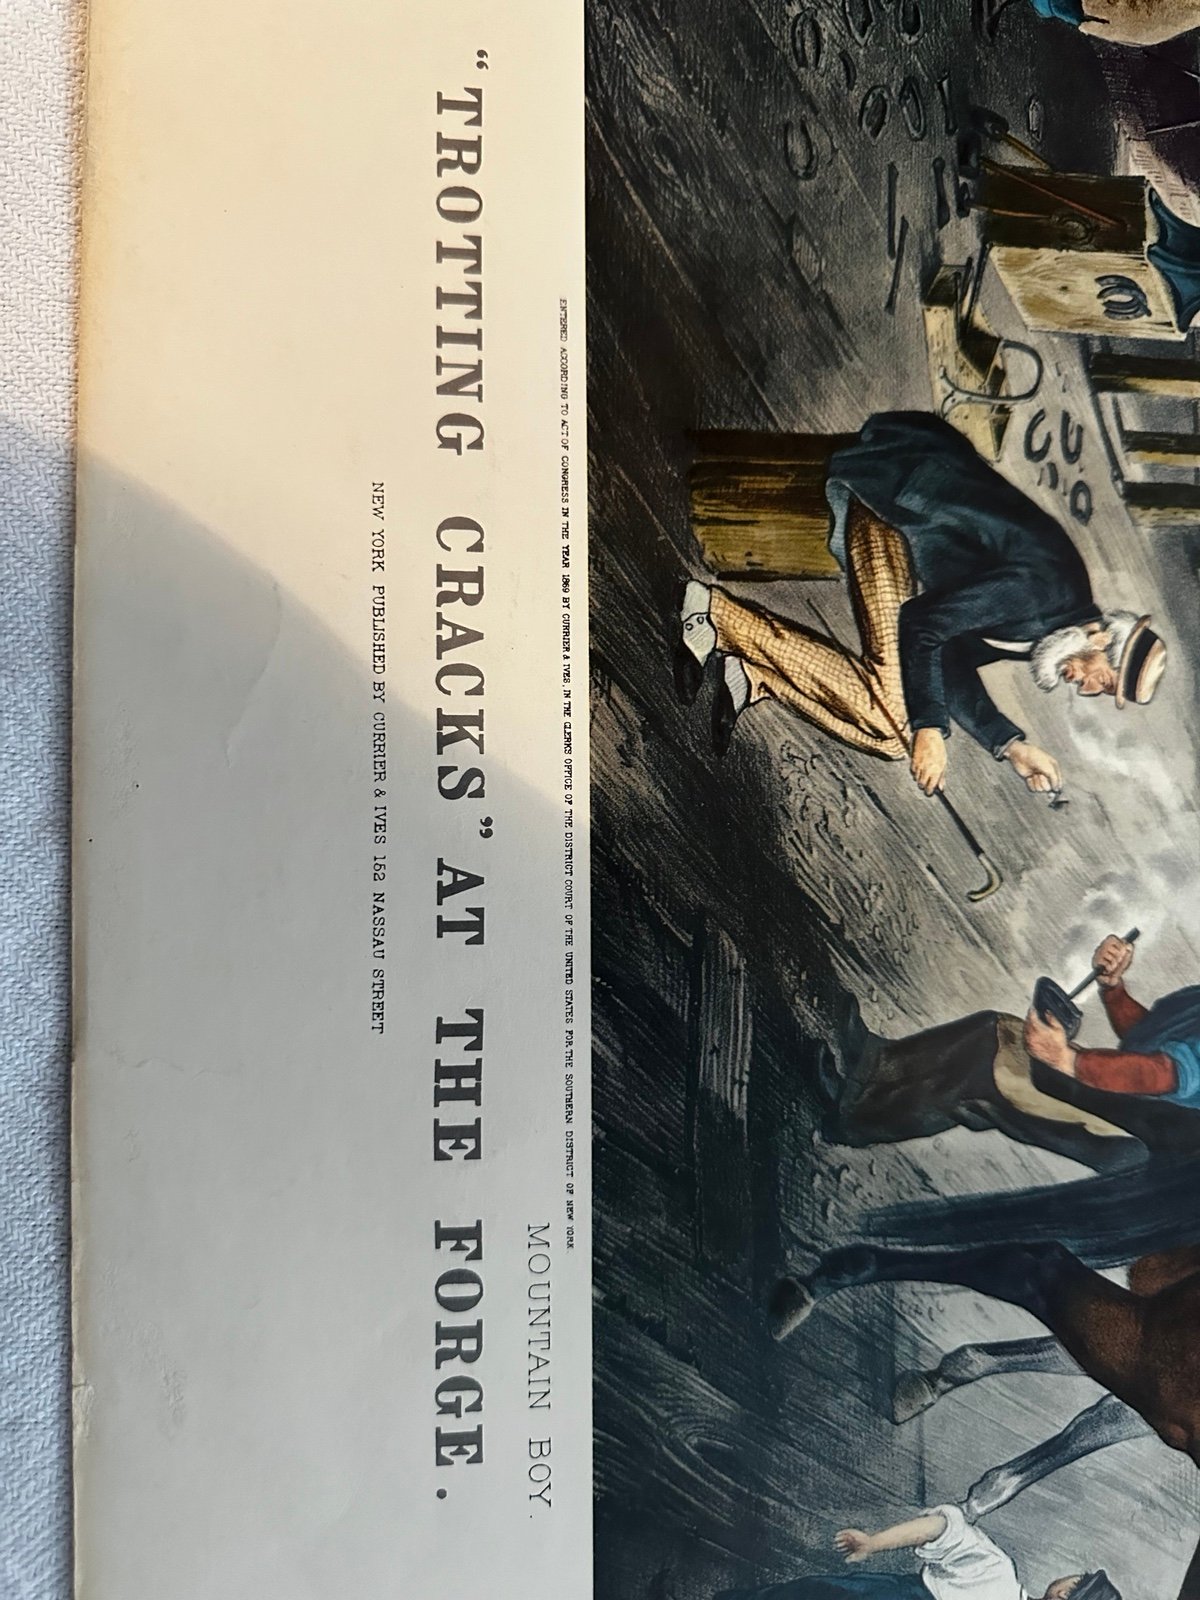 ENTERED ACCORDING TO ACT OF CONGRESS IN THE YEAR 1869 BY CURRIER & IVES, IN THE CLERKS OFFICE OF THE DISTRICT COURT OF THE UNITED STATES FOR THE SOUTHERN DISTRICT OF NEW YORK.
MOUNTAIN BOY.
“TROTTING CRACKS” AT THE FORGE.
NEW YORK PUBLISHED BY CURRIER & IVES 152 NASSAU STREET